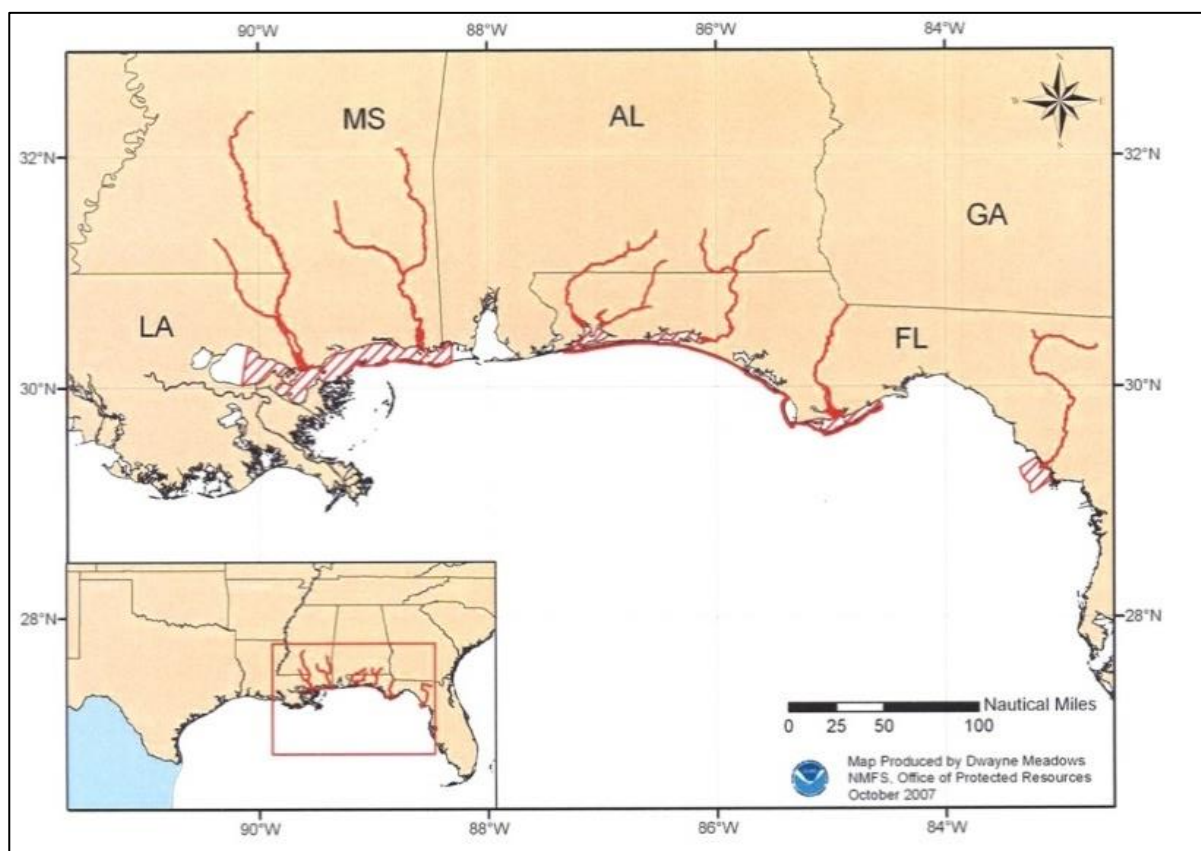 90°W 88°W 86°W 84°W
N
W E
S
MS
AL
32°N
32°N
GA
LA
FL
30°N
30°N
28°N
28°N
Nautical Miles
0 25 50 100
Map Produced by Dwayne Meadows
NMFS, Office of Protected Resources
October 2007
90°W 88°W 86°W 84°W